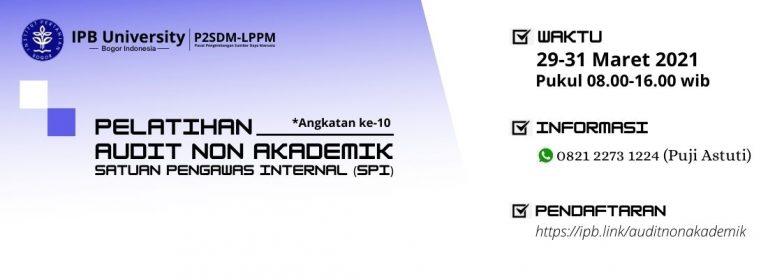 IPB University
Bogor Indonesia
P2SDM-LPPM
Pusat Pengembangan Sumber Daya Manusia
*Angkatan ke-10
PELATIHAN
AUDIT NON AKADEMIK
SATUAN PENGAWAS INTERNAL (SPI)
WAKTU
29-31 Maret 2021
Pukul 08.00-16.00 wib
INFORMASI
0821 2273 1224 (Puji Astuti)
PENDAFTARAN
https://ipb.link/auditnonakademik